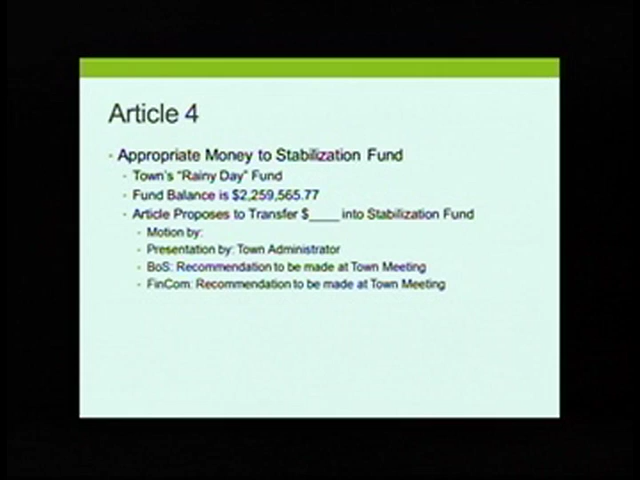 Article 4
Appropriate Money to Stabilization Fund
Town's "Rainy Day" Fund
Fund Balance is $2,259,565.77
Article Proposes to Transfer $____ into Stabilization Fund
Motion by:
Presentation by: Town Administrator
BoS: Recommendation to be made at Town Meeting
FinCom: Recommendation to be made at Town Meeting